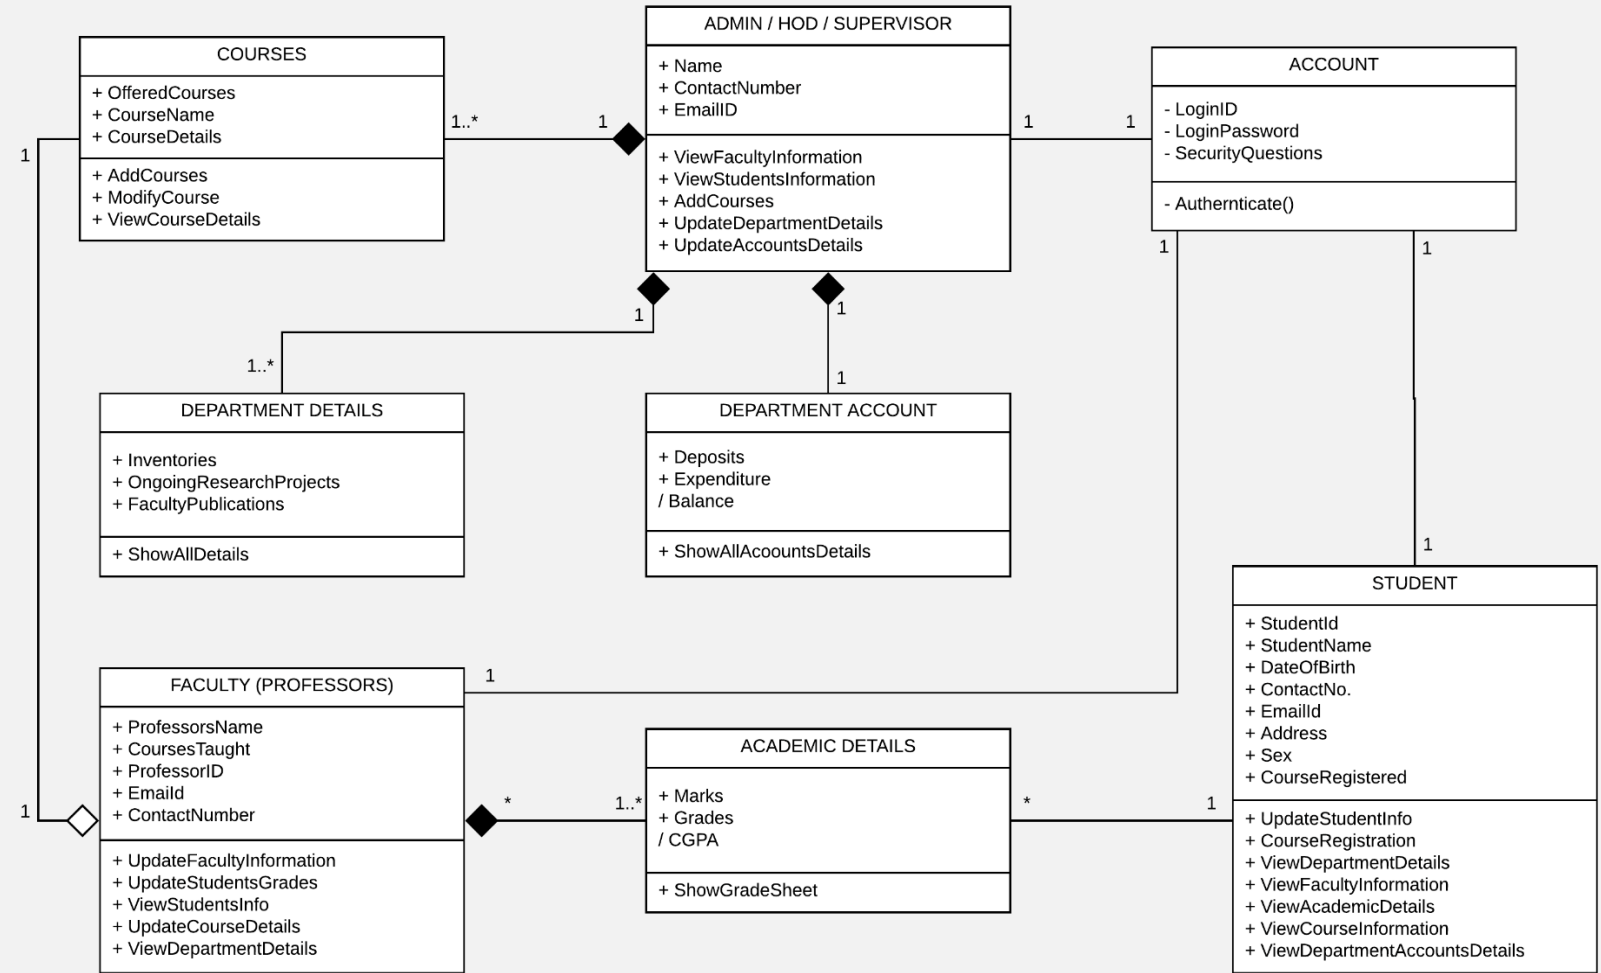 COURSES
+ OfferedCourses
+ CourseName
+ CourseDetails
+ AddCourses
+ ModifyCourse
+ ViewCourseDetails
1..*
1
ADMIN / HOD / SUPERVISOR
+ Name
+ ContactNumber
+ EmailID
+ ViewFacultyInformation
+ ViewStudentsInformation
+ AddCourses
+ UpdateDepartmentDetails
+ UpdateAccountsDetails
1
1
ACCOUNT
- LoginID
- LoginPassword
- SecurityQuestions
- Authernticate()
1
1
1
1
1..*
1
1
DEPARTMENT DETAILS
+ Inventories
+ OngoingResearchProjects
+ FacultyPublications
+ ShowAllDetails
DEPARTMENT ACCOUNT
+ Deposits
+ Expenditure
/ Balance
+ ShowAllAcoountsDetails
1
1
1
FACULTY (PROFESSORS)
+ ProfessorsName
+ CoursesTaught
+ ProfessorID
+ EmaiId
+ ContactNumber
+ UpdateFacultyInformation
+ UpdateStudentsGrades
+ ViewStudentsInfo
+ UpdateCourseDetails
+ ViewDepartmentDetails
*
1..*
ACADEMIC DETAILS
+ Marks
+ Grades
/ CGPA
+ ShowGradeSheet
*
1
STUDENT
+ StudentId
+ StudentName
+ DateOfBirth
+ ContactNo.
+ EmailId
+ Address
+ Sex
+ CourseRegistered
+ UpdateStudentInfo
+ CourseRegistration
+ ViewDepartmentDetails
+ ViewFacultyInformation
+ ViewAcademicDetails
+ ViewCourseInformation
+ ViewDepartmentAccountsDetails